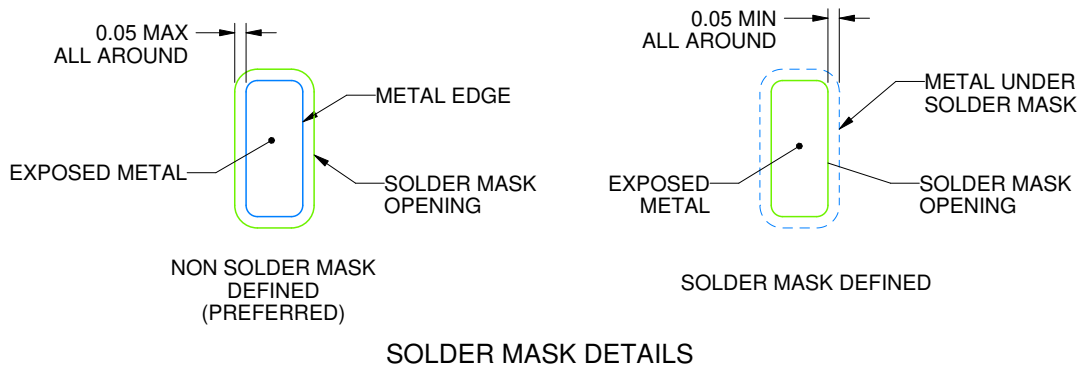 0.05 MAX
ALL AROUND
METAL EDGE
EXPOSED METAL
SOLDER MASK
OPENING
NON SOLDER MASK
DEFINED
(PREFERRED)
0.05 MIN
ALL AROUND
METAL UNDER
SOLDER MASK
EXPOSED
METAL
SOLDER MASK
OPENING
SOLDER MASK DEFINED
SOLDER MASK DETAILS